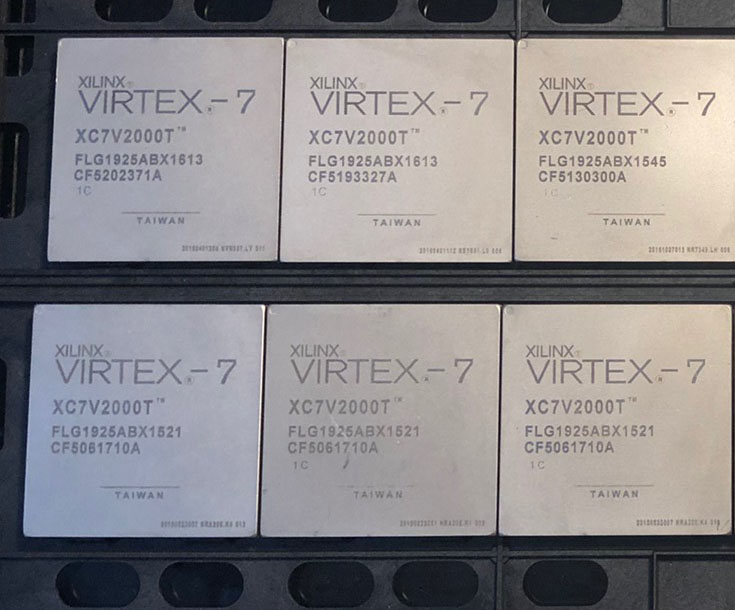 XILINX®
VIRTEX®-7
XC7V2000T™
FLG1925ABX1613
CF5202371A
1C
TAIWAN
XILINX®
VIRTEX®-7
XC7V2000T™
FLG1925ABX1613
CF5193327A
1C
TAIWAN
XILINX®
VIRTEX®-7
XC7V2000T™
FLG1925ABX1545
CF5130300A
1C
TAIWAN
XILINX®
VIRTEX®-7
XC7V2000T™
FLG1925ABX1521
CF5061710A
TAIWAN
XILINX®
VIRTEX®-7
XC7V2000T™
FLG1925ABX1521
CF5061710A
1C
TAIWAN
XILINX®
VIRTEX®-7
XC7V2000T™
FLG1925ABX1521
CF5061710A
1C
TAIWAN